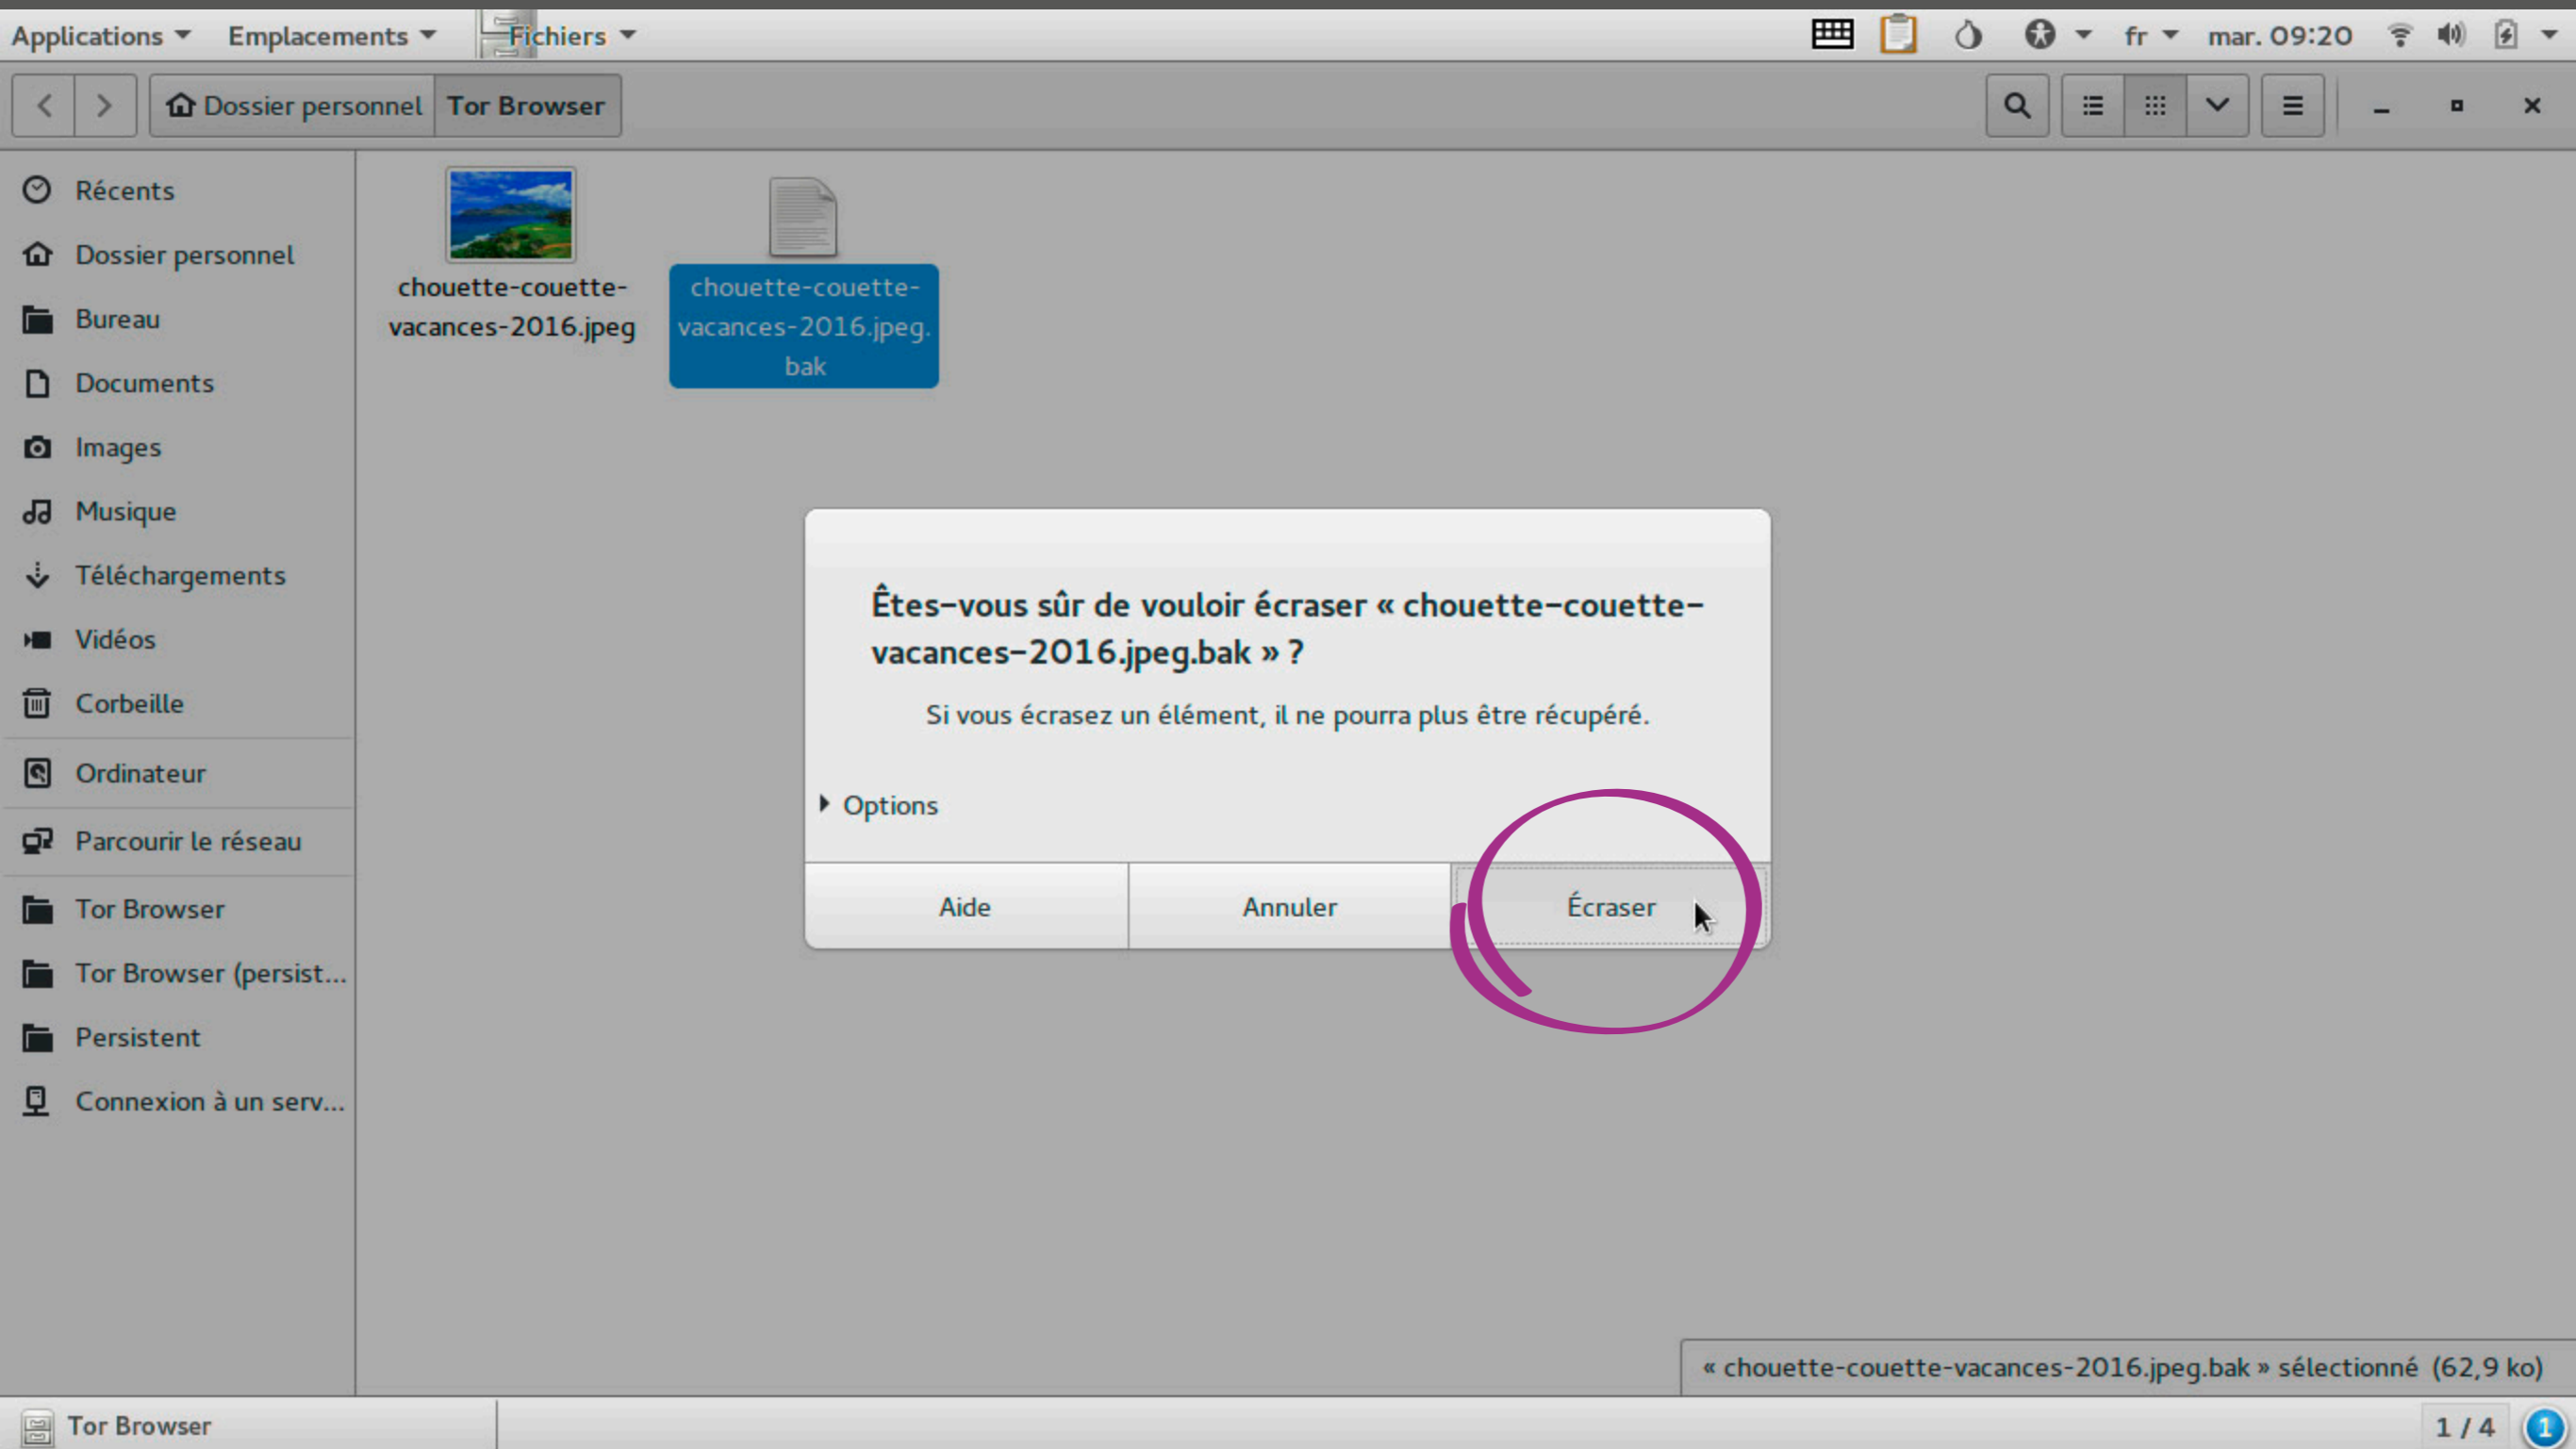 Applications Emplacements Fichiers fr mar. 09:20
Dossier personnel Tor Browser
Récents
Dossier personnel
Bureau
Documents
Images
Musique
Téléchargements
Vidéos
Corbeille
Ordinateur
Parcourir le réseau
Tor Browser
Tor Browser (persist...
Persistent
Connexion à un serv...
chouette-couette-
vacances-2016.jpeg
chouette-couette-
vacances-2016.jpeg.
bak
Êtes-vous sûr de vouloir écraser « chouette-couette-
vacances-2016.jpeg.bak » ?
Si vous écrasez un élément, il ne pourra plus être récupéré.
Options
Aide Annuler Écraser
« chouette-couette-vacances-2016.jpeg.bak » sélectionné (62,9 ko)
Tor Browser 1 / 4 1